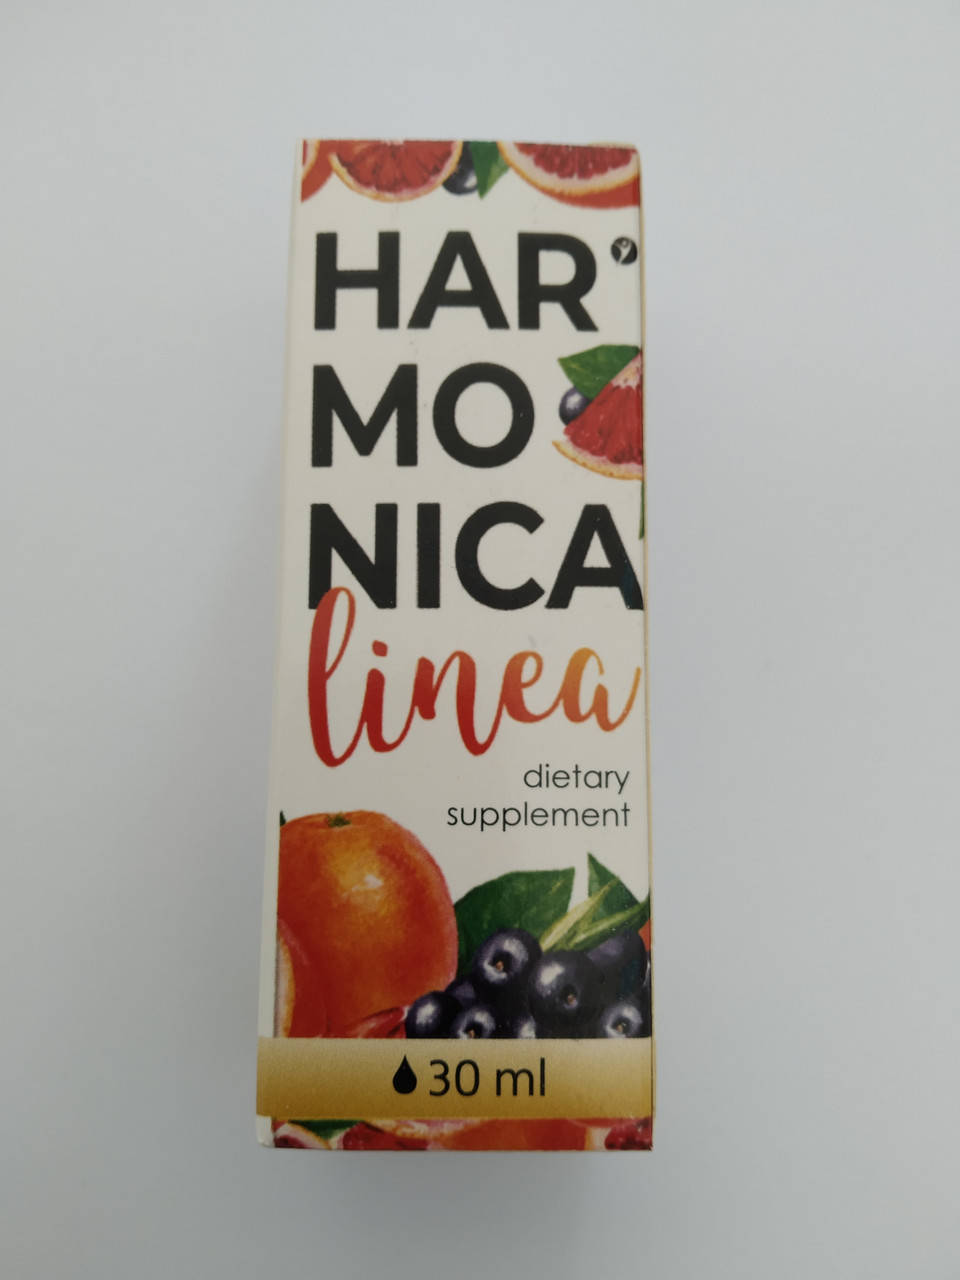 HAR
MO
NICA
linea
dietary
supplement
30 ml